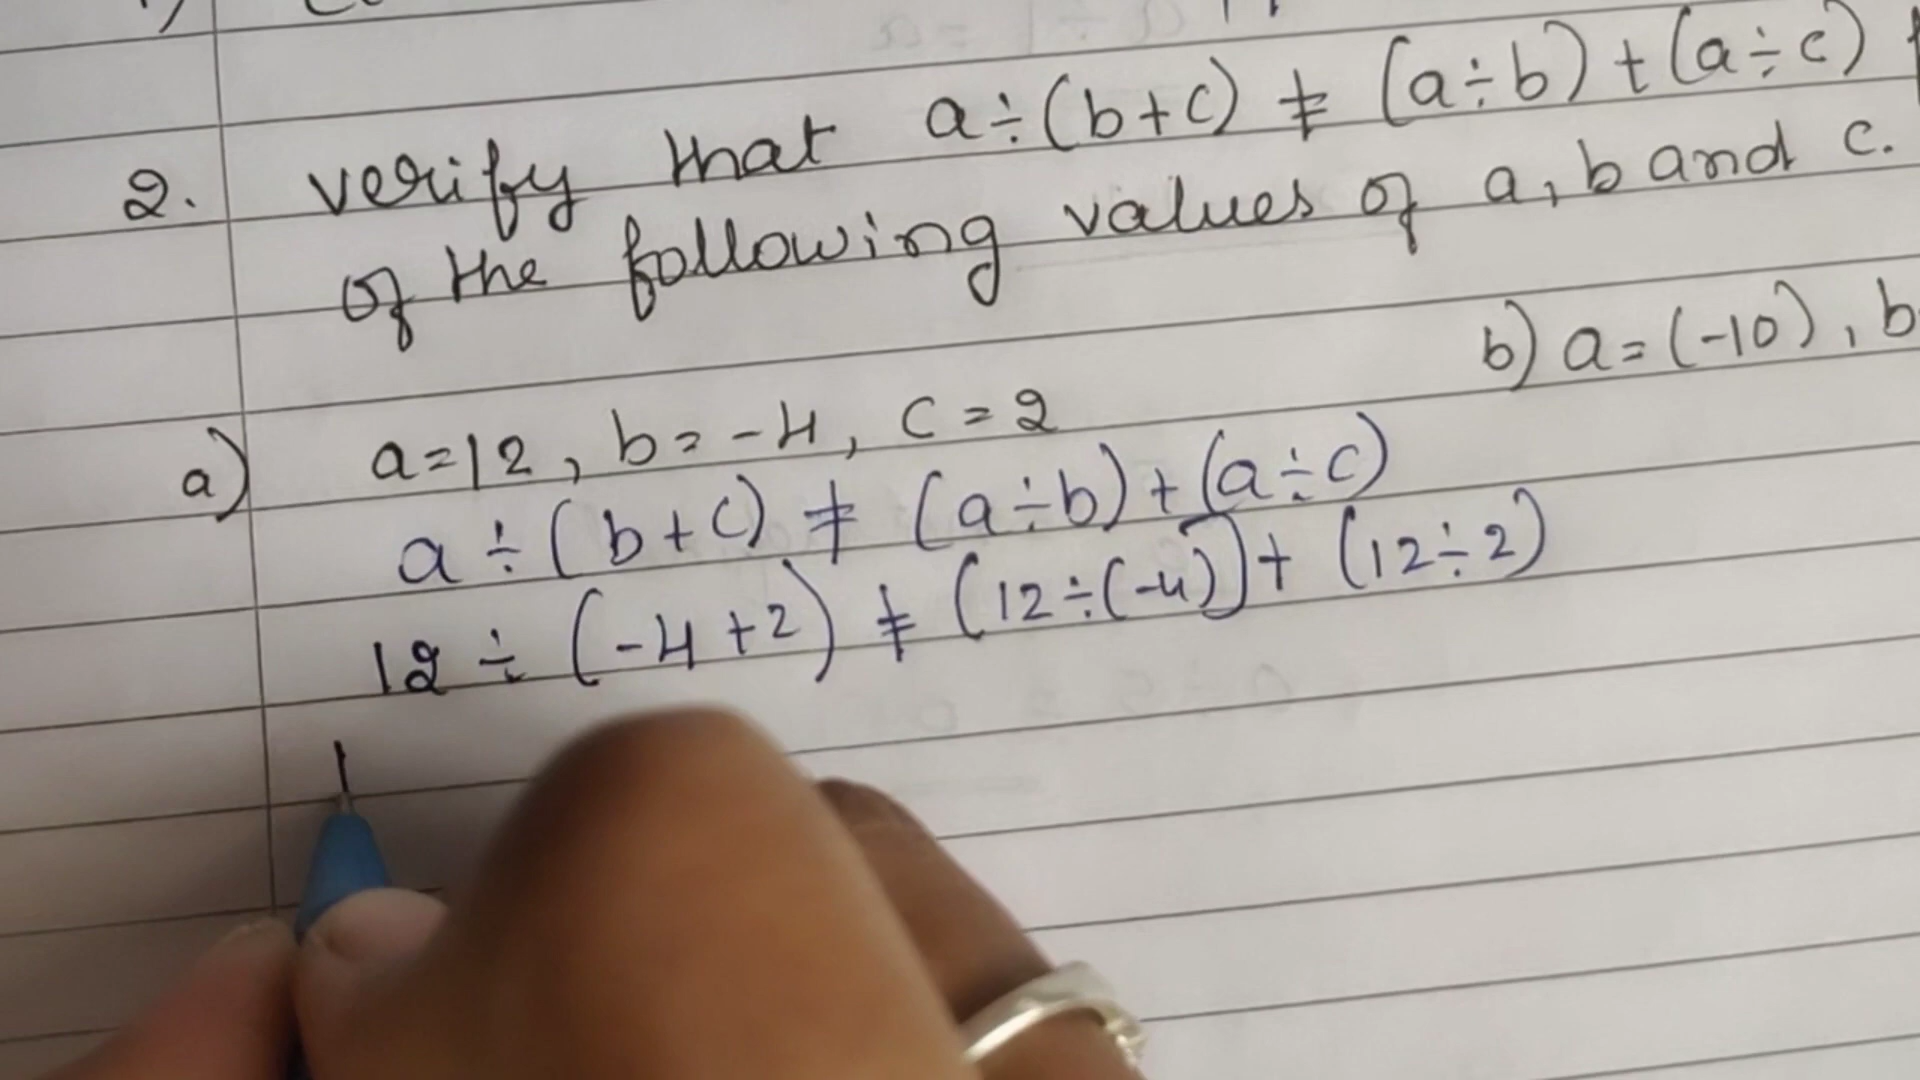 2. verify that a÷(b+c) ≠ (a÷b)+(a÷c)
of the following values of a, b and c.
b) a=(-10), b
a) a=12, b=-4, c=2
a÷(b+c) ≠ (a÷b)+(a÷c)
12÷(-4+2) ≠ (12÷(-4)]+(12÷2)
1